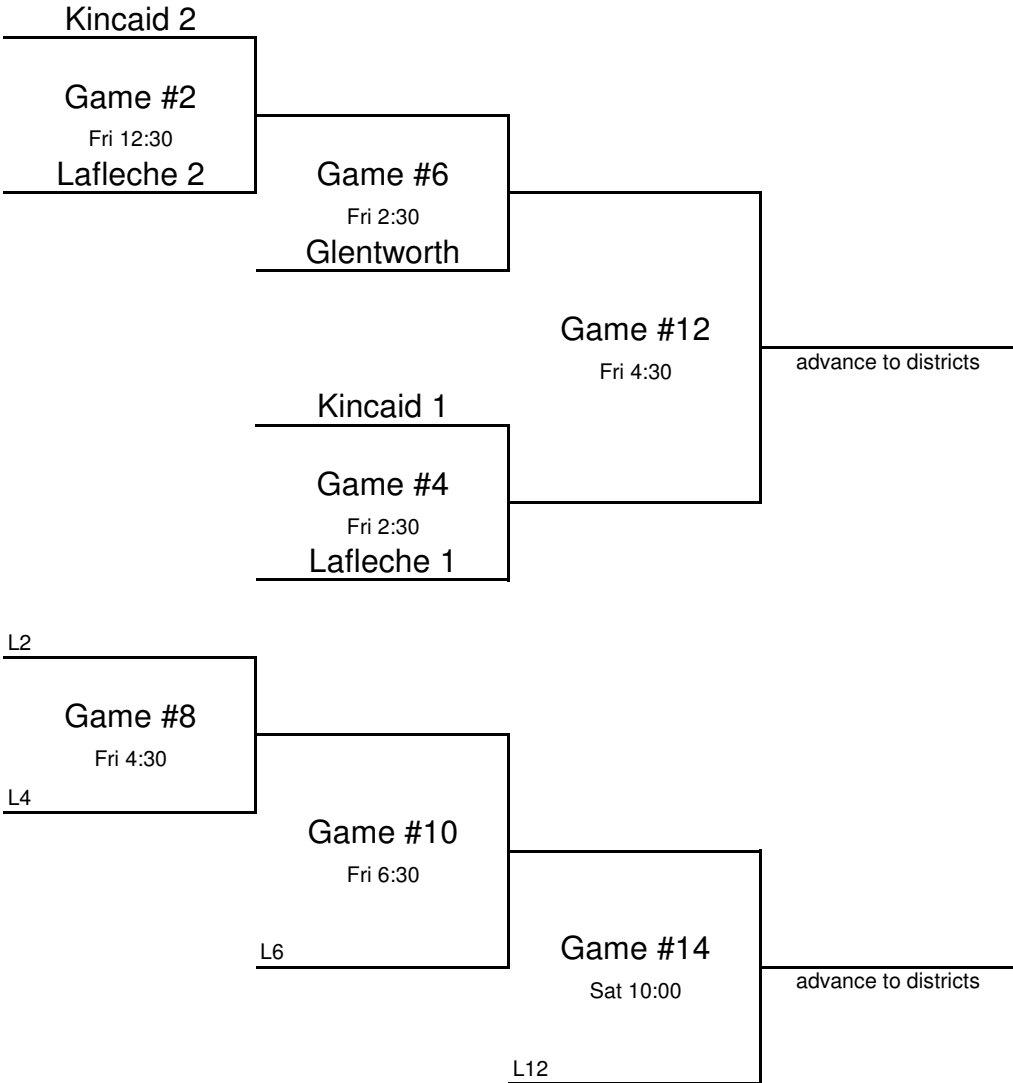 Kincaid 2
Game #2
Fri 12:30
Lafleche 2
Game #6
Fri 2:30
Glentworth
Game #12
Fri 4:30
advance to districts
Kincaid 1
Game #4
Fri 2:30
Lafleche 1
L2
Game #8
Fri 4:30
L4
Game #10
Fri 6:30
L6
Game #14
Sat 10:00
advance to districts
L12